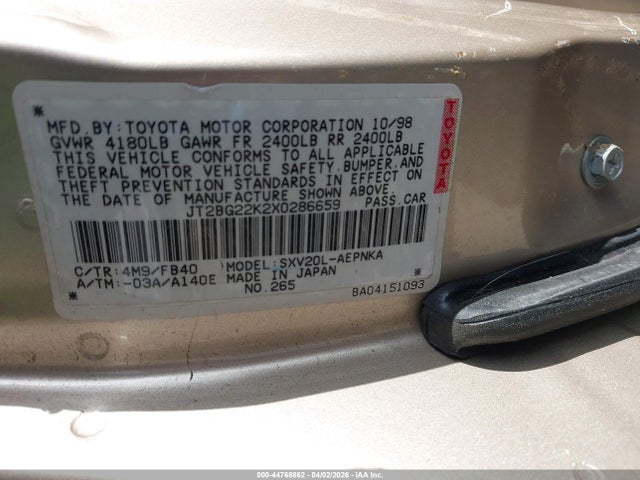 MFD. BY: TOYOTA MOTOR CORPORATION 10/98
GVWR 4180LB GAWR FR 2400LB RR 2400LB
THIS VEHICLE CONFORMS TO ALL APPLICABLE
FEDERAL MOTOR VEHICLE SAFETY, BUMPER, AND
THEFT PREVENTION STANDARDS IN EFFECT ON
THE DATE OF MANUFACTURE SHOWN ABOVE.
JT2BG22K2X0286659 PASS. CAR
C/TR: 4M9/FB40 MODEL: SXV20L-AEPNKA
A/TM: -03A/A140E MADE IN JAPAN
NO. 265 BA04151093
TOYOTA
000-44768862 04/02/2026 - IAA Inc.